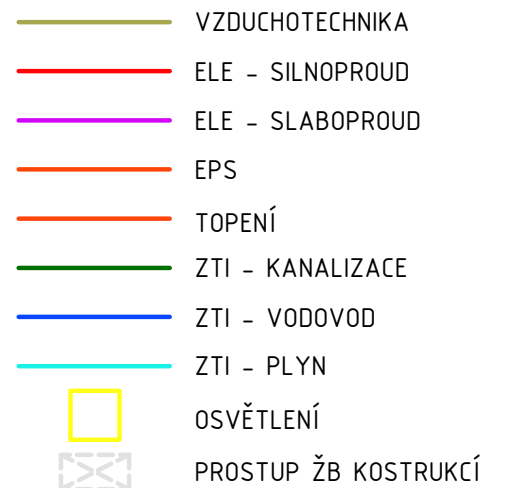 VZDUCHOTECHNIKA
ELE - SILNOPROUD
ELE - SLABOPROUD
EPS
TOPENÍ
ZTI - KANALIZACE
ZTI - VODOVOD
ZTI - PLYN
OSVĚTLENÍ
PROSTUP ŽB KOSTRUKCÍ